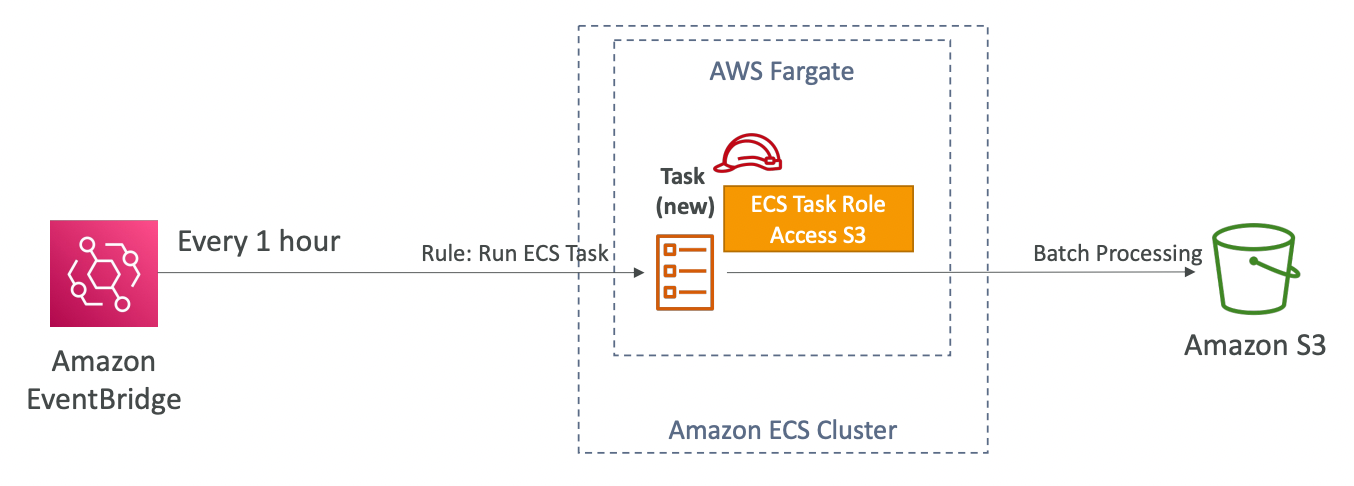 AWS Fargate
Task
(new)
ECS Task Role
Access S3
Every 1 hour
Rule: Run ECS Task
Batch Processing
Amazon
EventBridge
Amazon S3
Amazon ECS Cluster